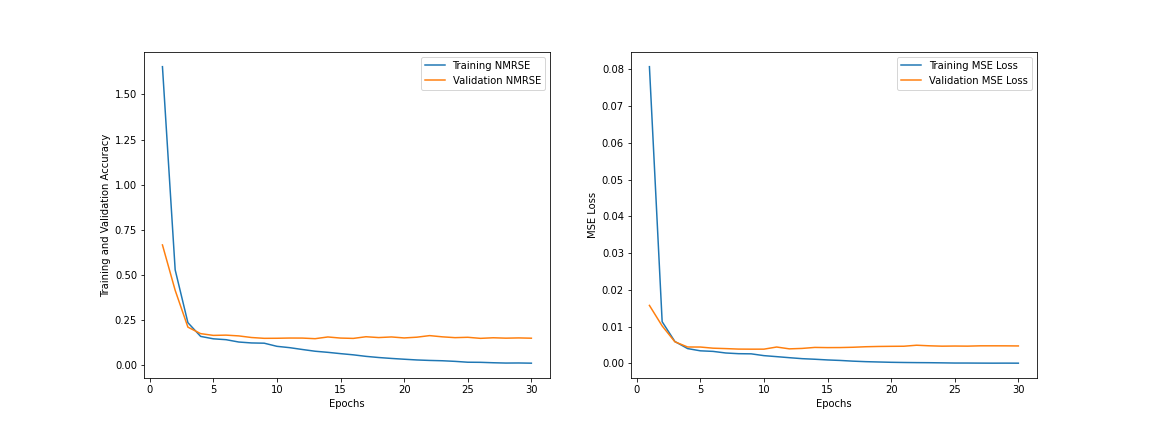 Training NMRSE
Validation NMRSE
Training and Validation Accuracy
1.50
1.25
1.00
0.75
0.50
0.25
0.00
0 5 10 15 20 25 30
Epochs
Training MSE Loss
Validation MSE Loss
MSE Loss
0.08
0.07
0.06
0.05
0.04
0.03
0.02
0.01
0.00
0 5 10 15 20 25 30
Epochs